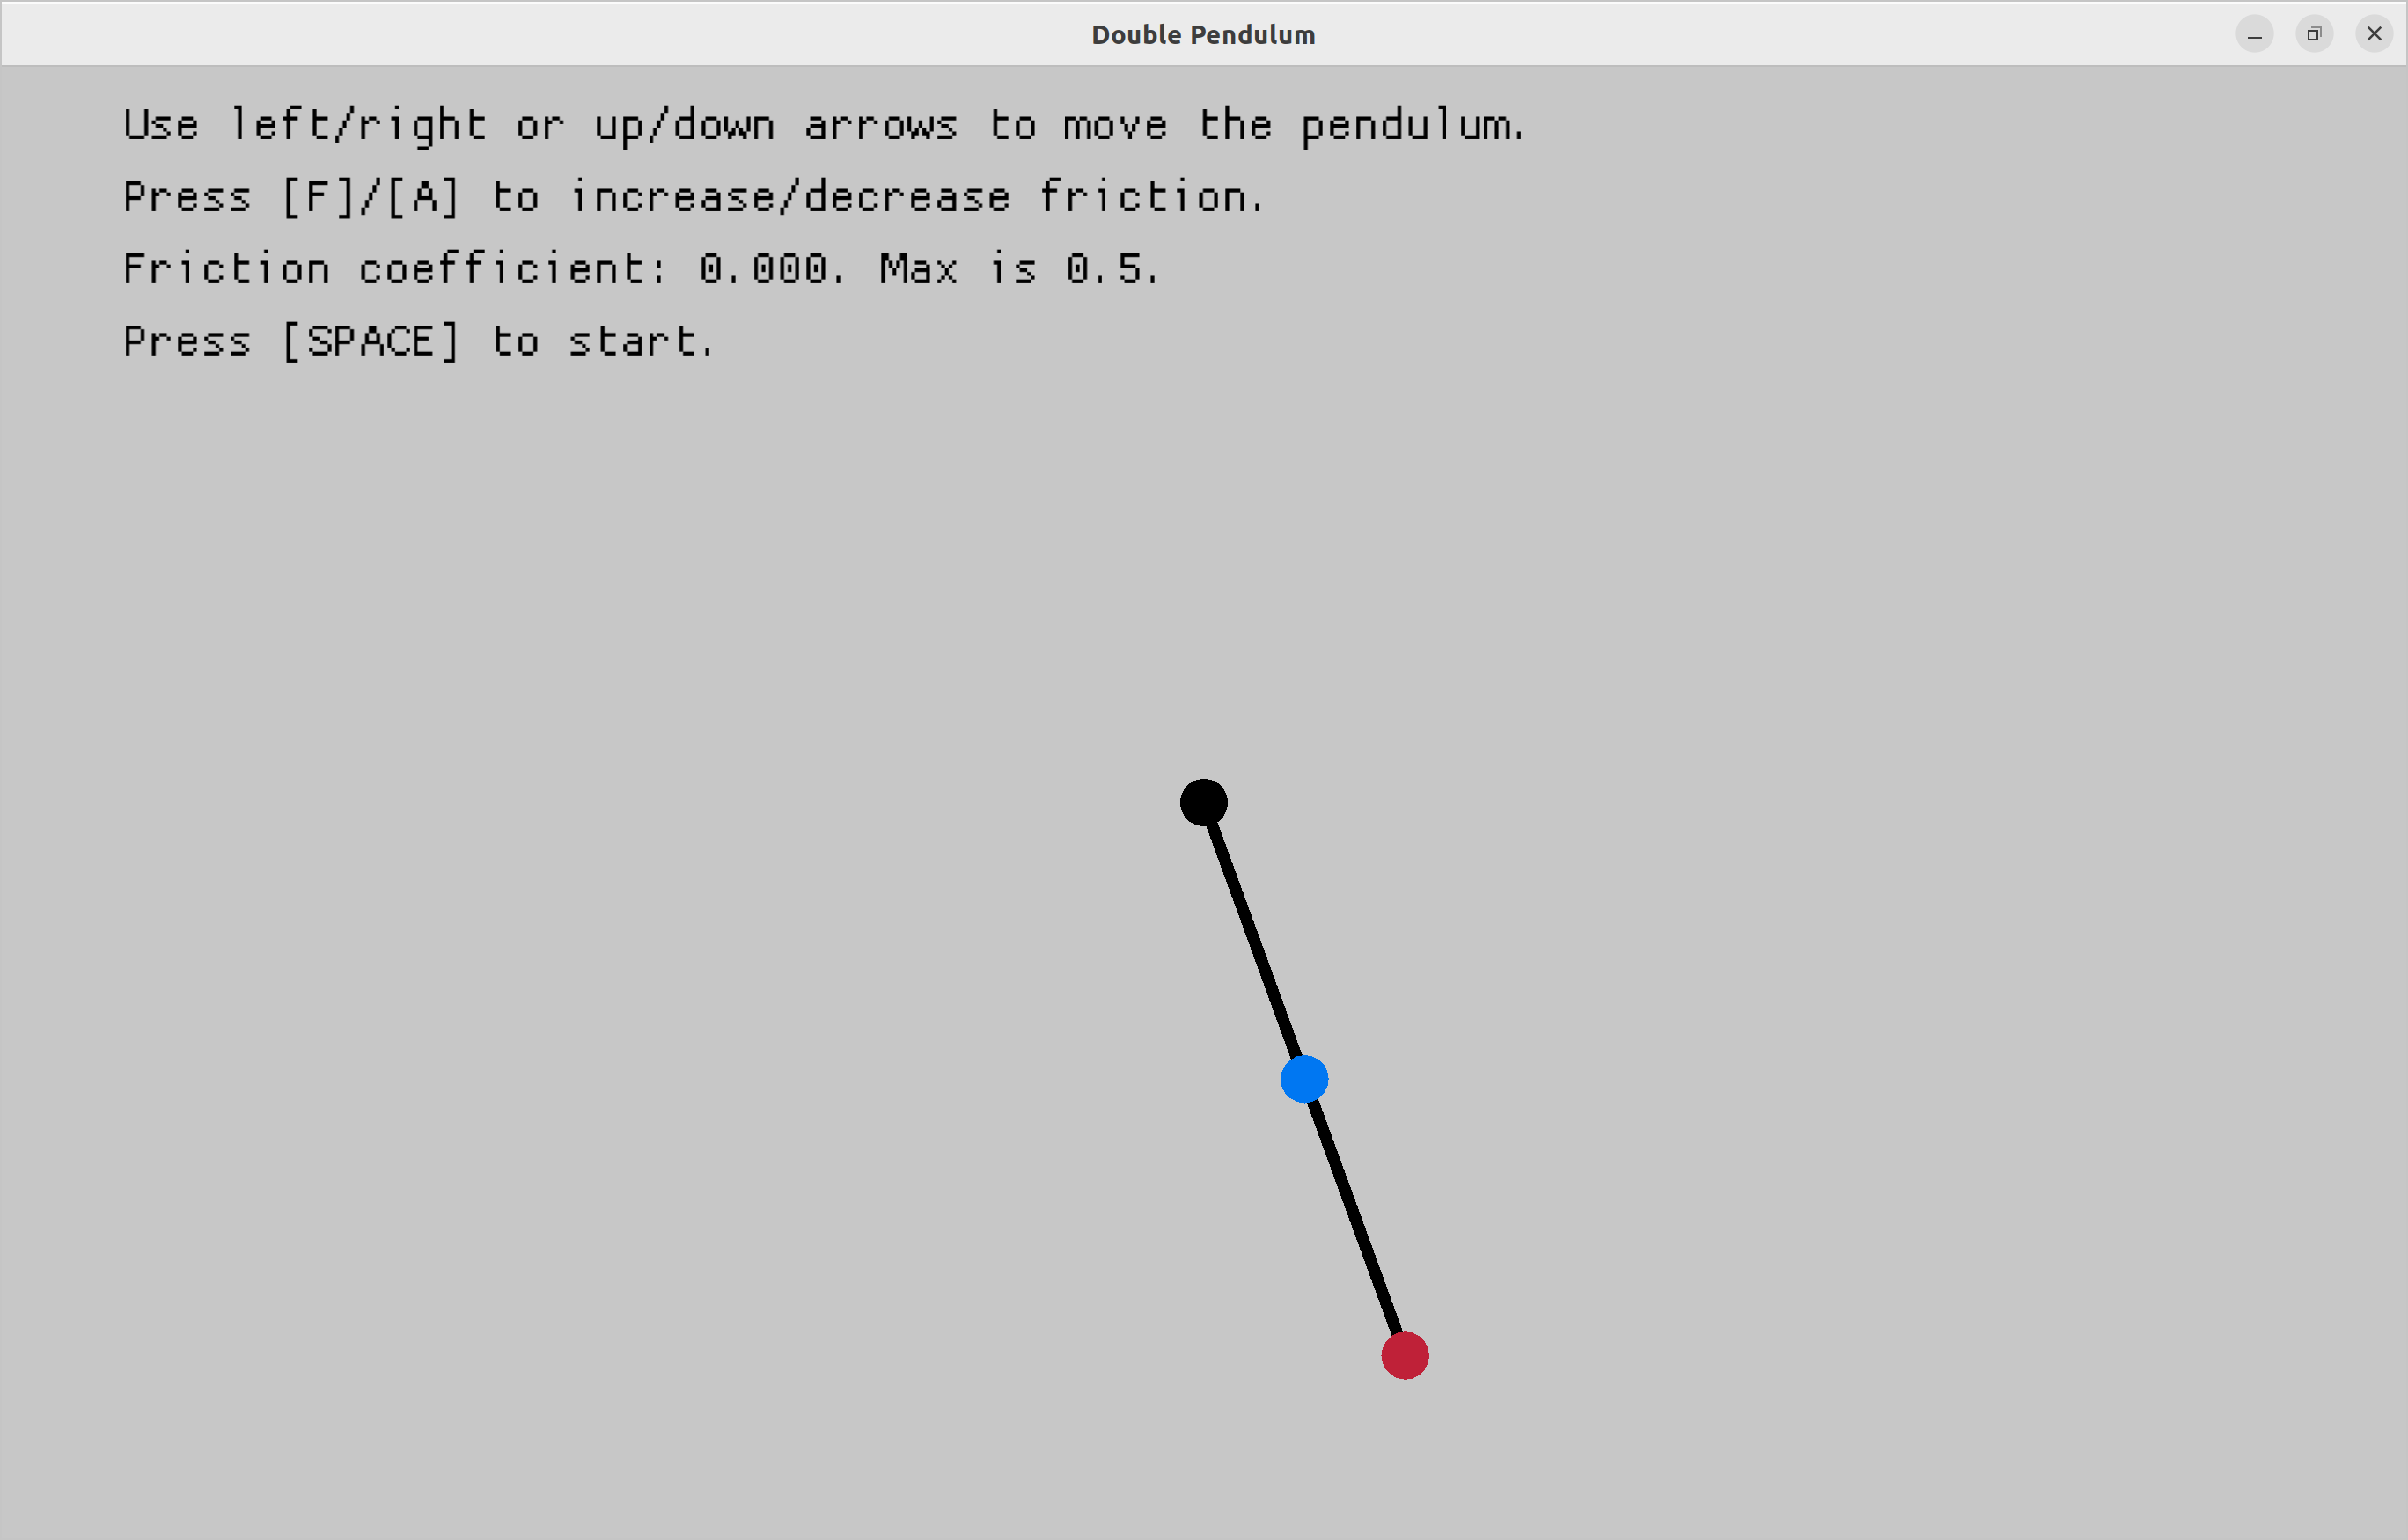 Double Pendulum
Use left/right or up/down arrows to move the pendulum.
Press [F]/[A] to increase/decrease friction.
Friction coefficient: 0.000. Max is 0.5.
Press [SPACE] to start.